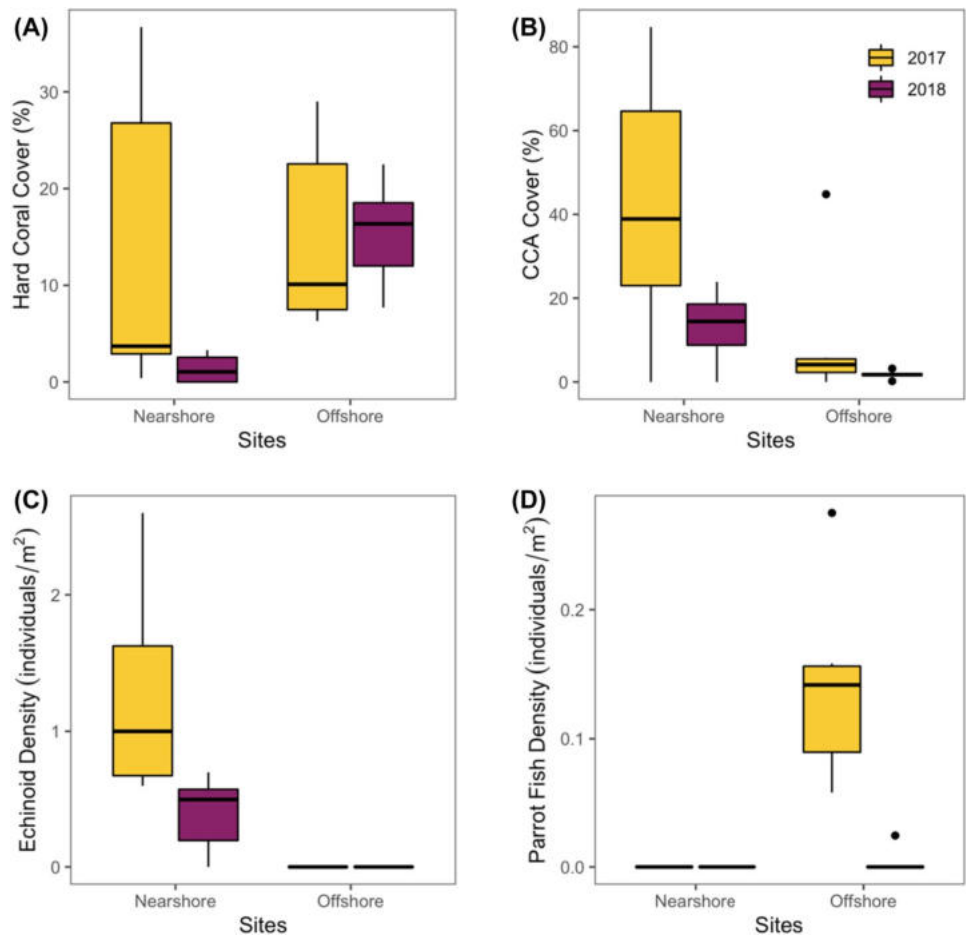 (A)
Hard Coral Cover (%)
30
20
10
0
Nearshore
Offshore
Sites
(B)
CCA Cover (%)
80
60
40
20
0
2017
2018
Nearshore
Offshore
Sites
(C)
Echinoid Density (individuals/m²)
2
1
0
Nearshore
Offshore
Sites
(D)
Parrot Fish Density (individuals/m²)
0.2
0.1
0.0
Nearshore
Offshore
Sites